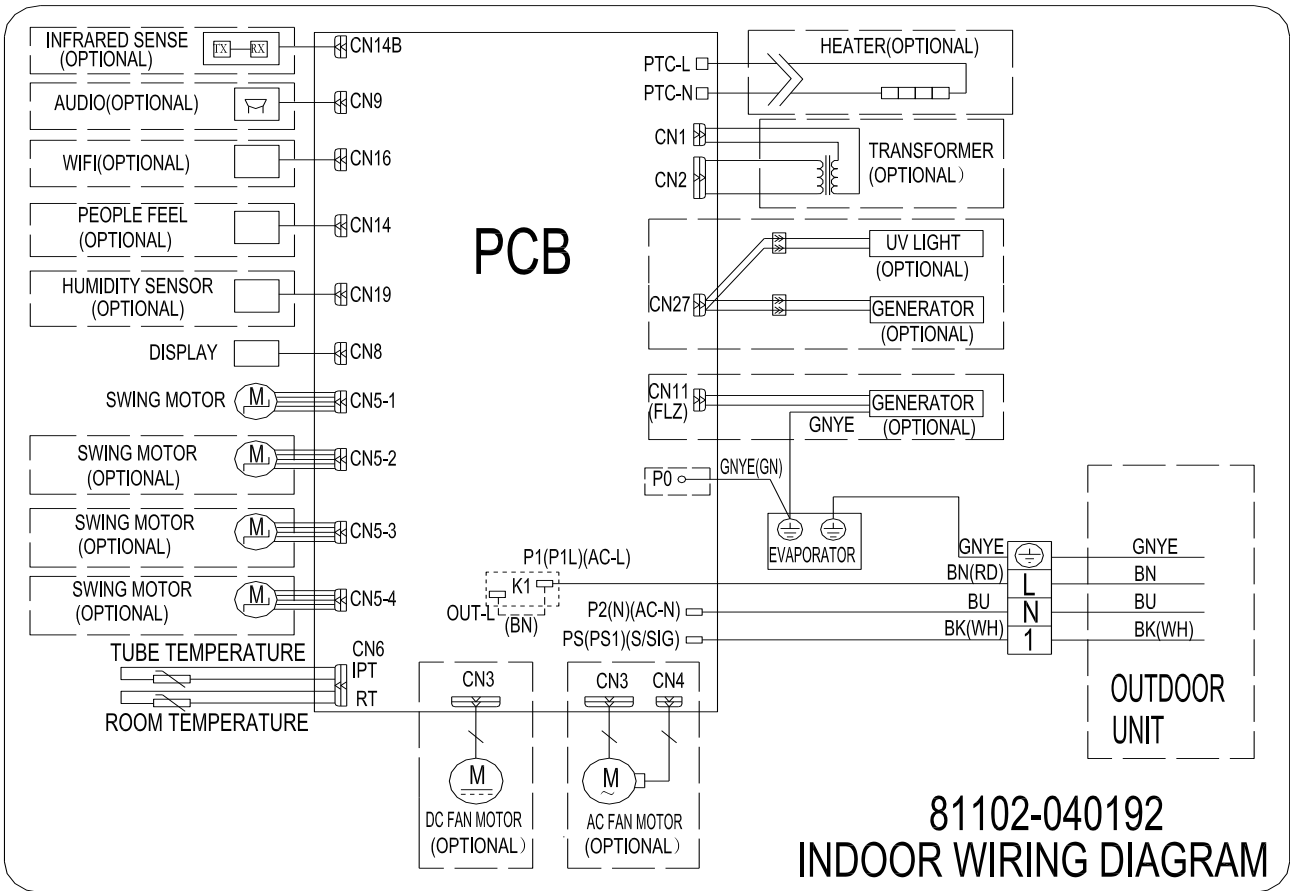 INFRARED SENSE
(OPTIONAL)
TX
RX
CN14B
AUDIO(OPTIONAL)
CN9
WIFI(OPTIONAL)
CN16
PEOPLE FEEL
(OPTIONAL)
CN14
HUMIDITY SENSOR
(OPTIONAL)
CN19
DISPLAY
CN8
SWING MOTOR
M
CN5-1
SWING MOTOR
(OPTIONAL)
M
CN5-2
SWING MOTOR
(OPTIONAL)
M
CN5-3
SWING MOTOR
(OPTIONAL)
M
CN5-4
TUBE TEMPERATURE
CN6
IPT
RT
ROOM TEMPERATURE
PCB
PTC-L
PTC-N
HEATER(OPTIONAL)
CN1
CN2
TRANSFORMER
(OPTIONAL)
CN27
UV LIGHT
(OPTIONAL)
GENERATOR
(OPTIONAL)
CN11
(FLZ)
GENERATOR
(OPTIONAL)
GNYE
P0
GNYE(GN)
EVAPORATOR
P1(P1L)(AC-L)
K1
OUT-L
(BN)
P2(N)(AC-N)
PS(PS1)(S/SIG)
GNYE
BN(RD)
BU
BK(WH)
L
N
1
GNYE
BN
BU
BK(WH)
OUTDOOR
UNIT
CN3
M
DC FAN MOTOR
(OPTIONAL)
CN3
CN4
M
AC FAN MOTOR
(OPTIONAL)
81102-040192
INDOOR WIRING DIAGRAM